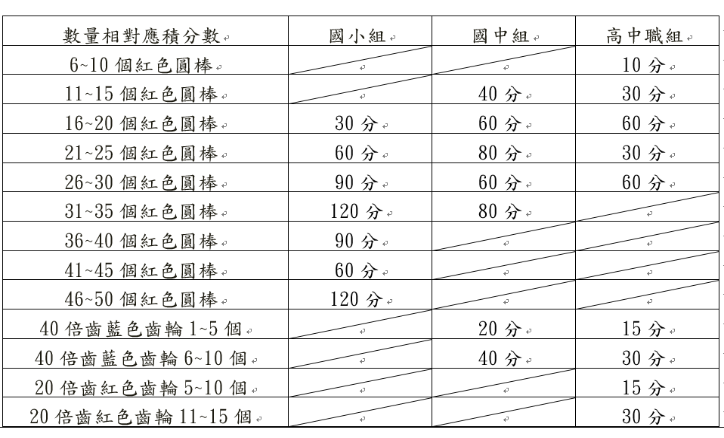 數量相對應積分數 國小組 國中組 高中職組
6~10 個紅色圓棒 10 分
11~15 個紅色圓棒 40 分 30 分
16~20 個紅色圓棒 30 分 60 分 60 分
21~25 個紅色圓棒 60 分 80 分 30 分
26~30 個紅色圓棒 90 分 60 分 60 分
31~35 個紅色圓棒 120 分 80 分
36~40 個紅色圓棒 90 分
41~45 個紅色圓棒 60 分
46~50 個紅色圓棒 120 分
40 倍齒藍色齒輪 1~5 個 20 分 15 分
40 倍齒藍色齒輪 6~10 個 40 分 30 分
20 倍齒紅色齒輪 5~10 個 15 分
20 倍齒紅色齒輪 11~15 個 30 分